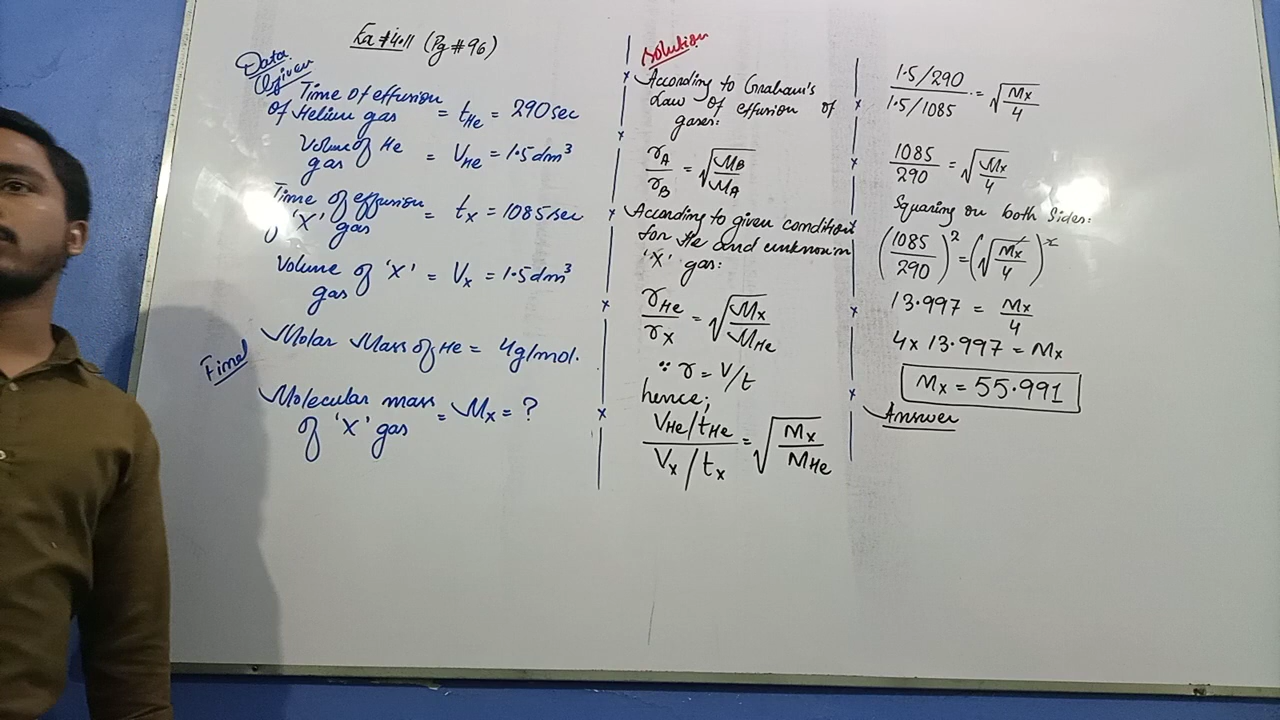 Ex # 4.11 (Pg # 96)
Data
Given
Time of effusion
of Helium gas = tHe = 290 sec
Volume of He
gas = VHe = 1.5 dm³
Time of effusion
of 'X' gas = tx = 1085 sec
Volume of 'X' = Vx = 1.5 dm³
gas
Molar Mass of He = 4g/mol.
Find
Molecular mass
of 'X' gas = Mx = ?
Solution
According to Graham's
Law of effusion of
gases:
rA/rB = √MB/MA
According to given condition
for He and unknown
'X' gas:
rHe/rX = √Mx/MHe
∵ r = V/t
hence;
VHe/tHe / Vx/tx = √Mx/MHe
1.5/290 / 1.5/1085 = √Mx/4
1085/290 = √Mx/4
Squaring on both Sides:
(1085/290)² = (√Mx/4)²
13.997 = Mx/4
4 x 13.997 = Mx
Mx = 55.991
Answer